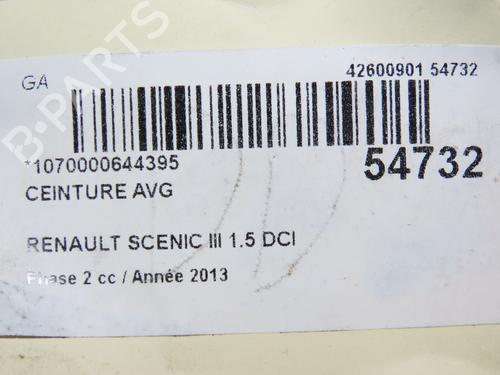 GA
42600901 54732
*1070000644395
54732
CEINTURE AVG
RENAULT SCENIC III 1.5 DCI
Phase 2 cc / Année 2013
B-PARTS